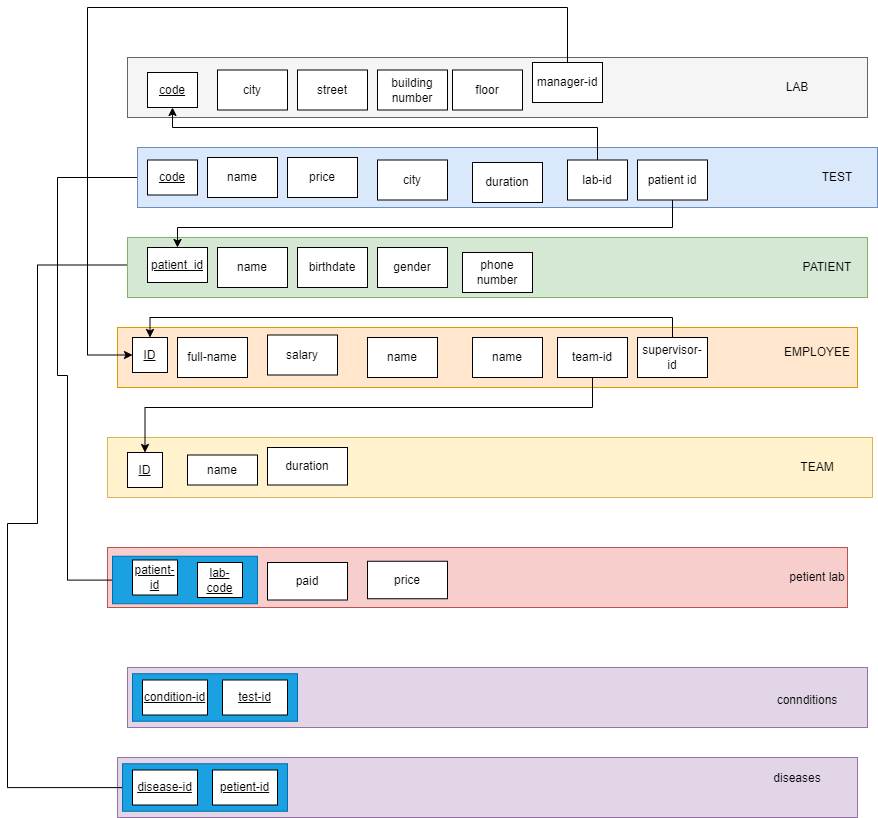 code
city
street
building
number
floor
manager-id
LAB
code
name
price
city
duration
lab-id
patient id
TEST
patient_id
name
birthdate
gender
phone
number
PATIENT
ID
full-name
salary
name
name
team-id
supervisor-
id
EMPLOYEE
ID
name
duration
TEAM
patient-
id
lab-
code
paid
price
petient lab
condition-id
test-id
connditions
disease-id
petient-id
diseases